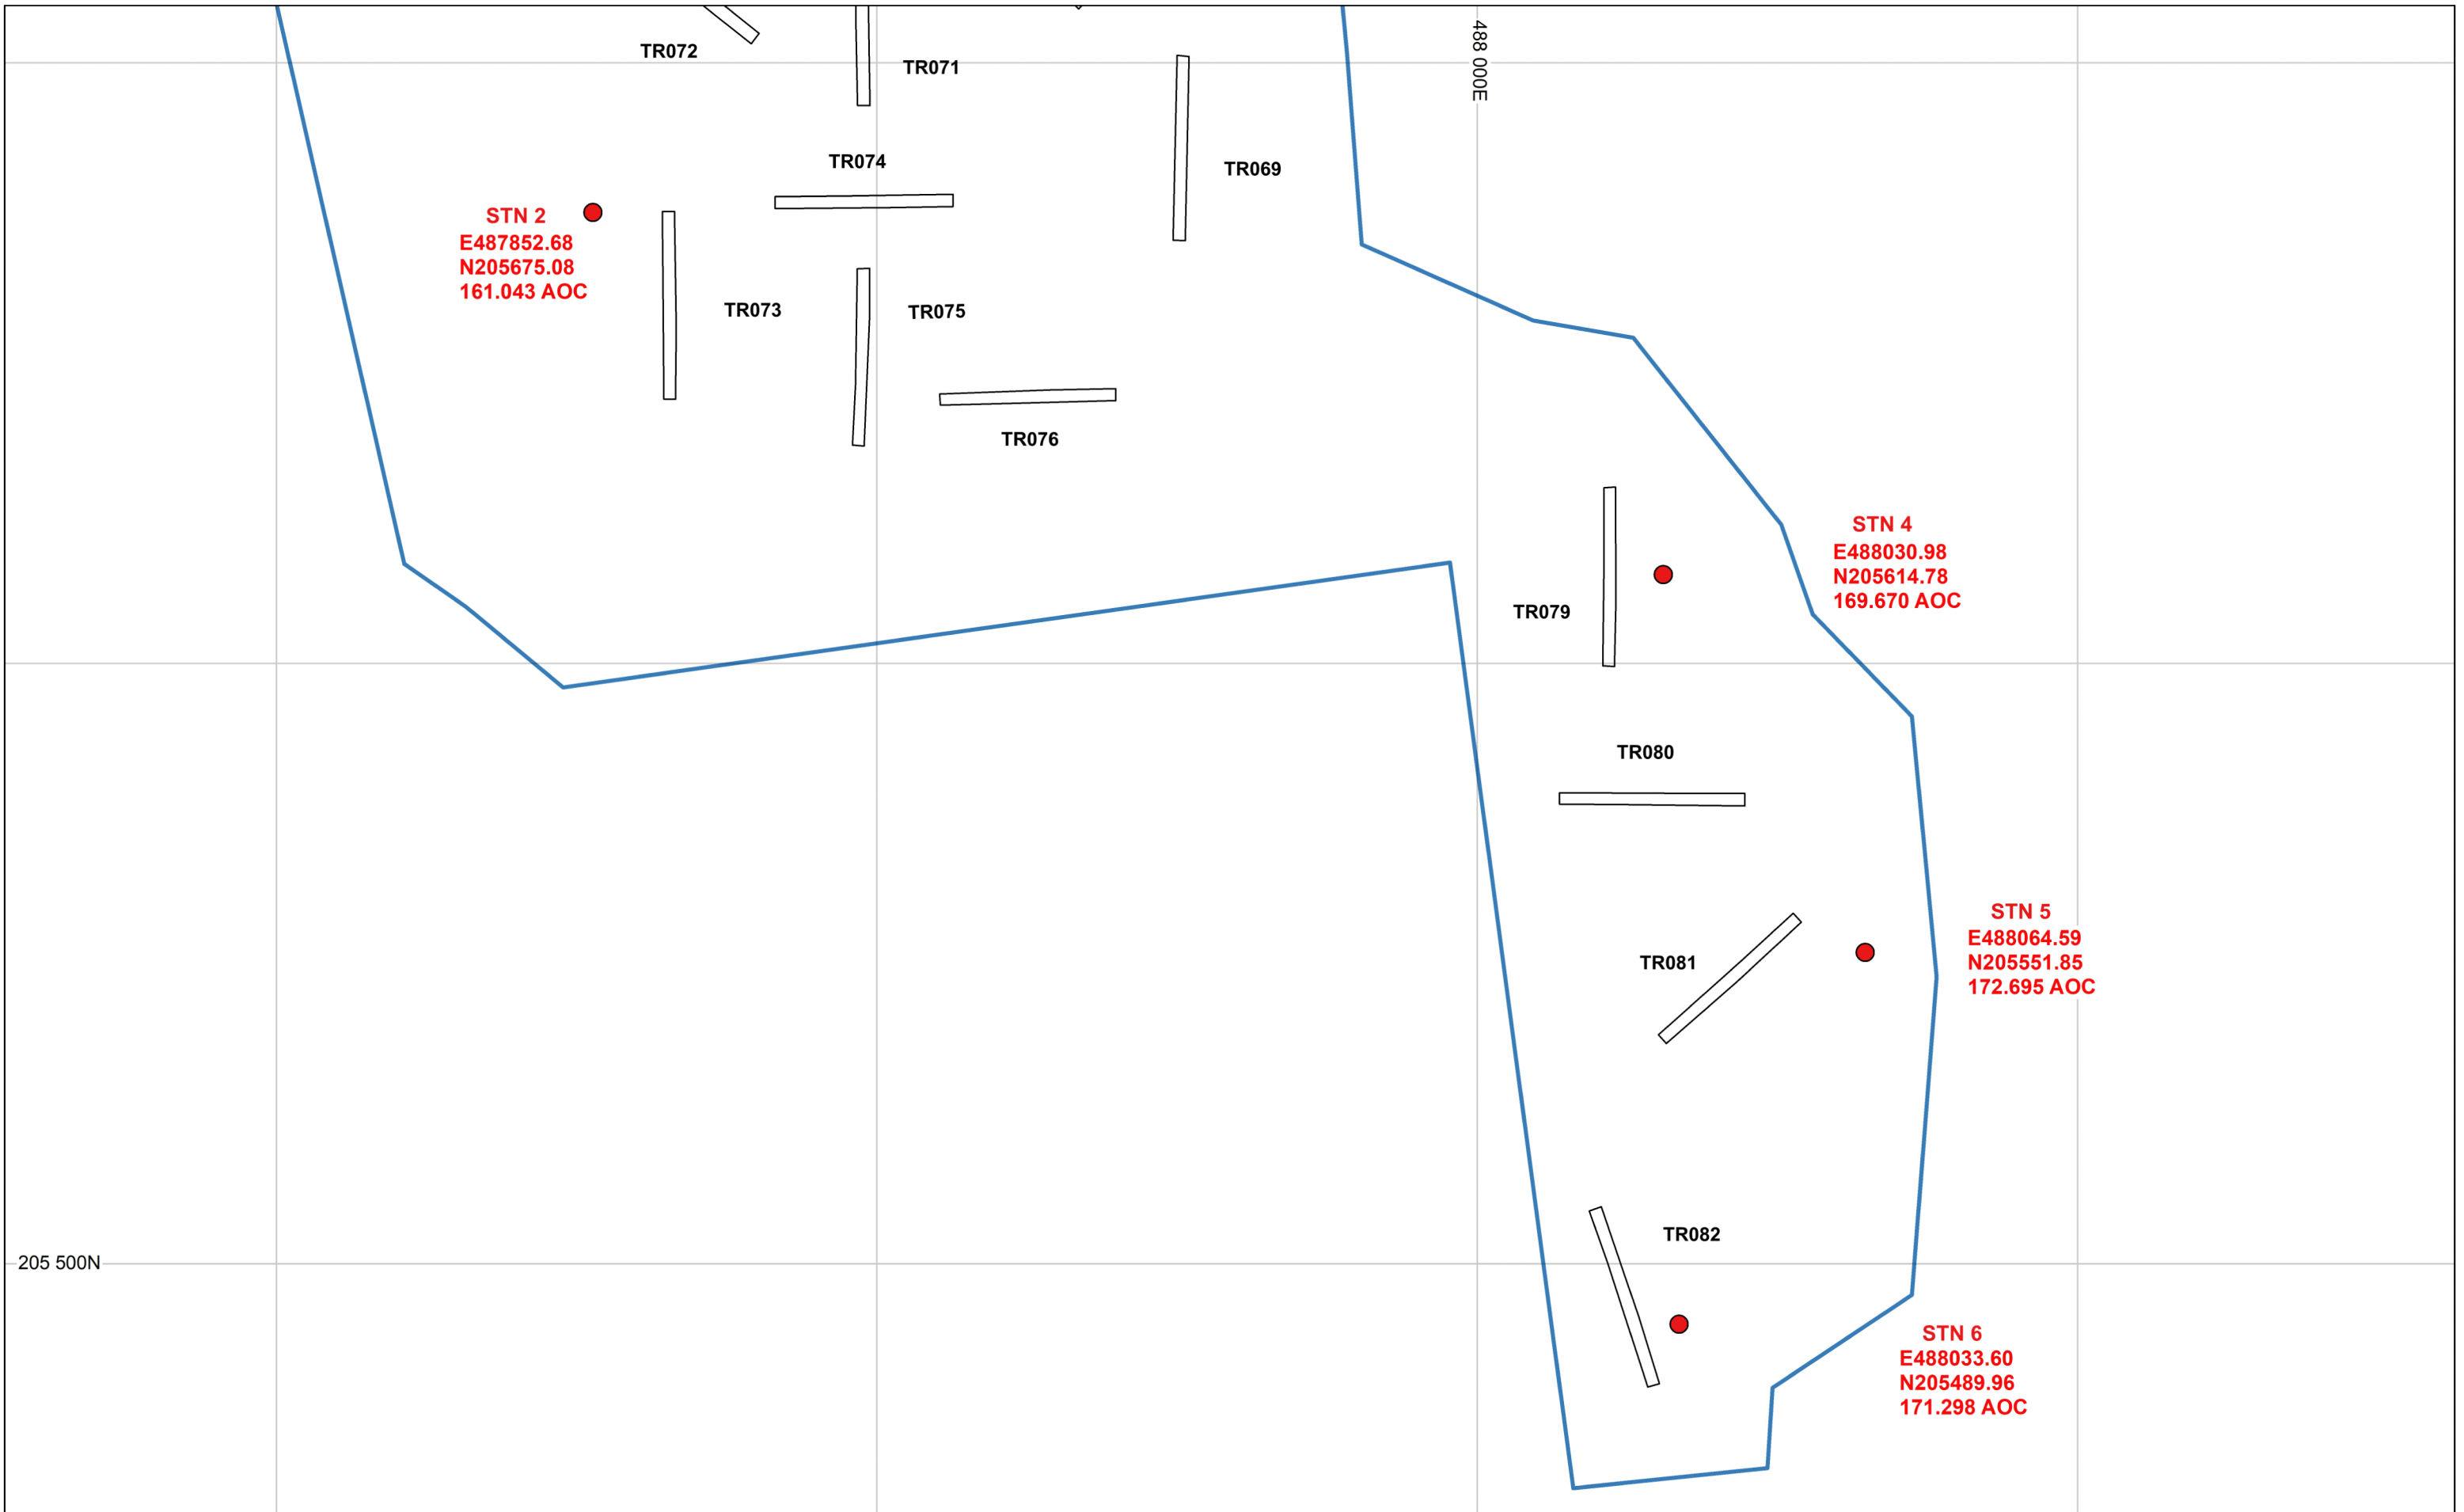 488 000E
TR072
TR071
TR074
TR069
STN 2
E487852.68
N205675.08
161.043 AOC
TR073
TR075
TR076
STN 4
E488030.98
N205614.78
169.670 AOC
TR079
TR080
STN 5
E488064.59
N205551.85
172.695 AOC
TR081
TR082
205 500N
STN 6
E488033.60
N205489.96
171.298 AOC